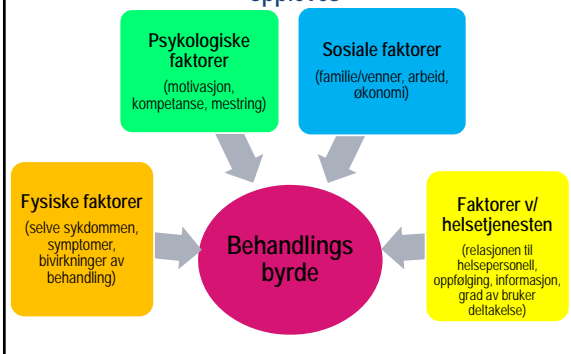 Psykologiske
faktorer
(motivasjon,
kompetanse, mestring)
Sosiale faktorer
(familie/venner, arbeid,
økonomi)
Fysiske faktorer
(selve sykdommen,
symptomer,
bivirkninger av
behandling)
Behandlings
byrde
Faktorer v/
helsetjenesten
(relasjonen til
helsepersonell,
oppfølging, informasjon,
grad av bruker
deltakelse)